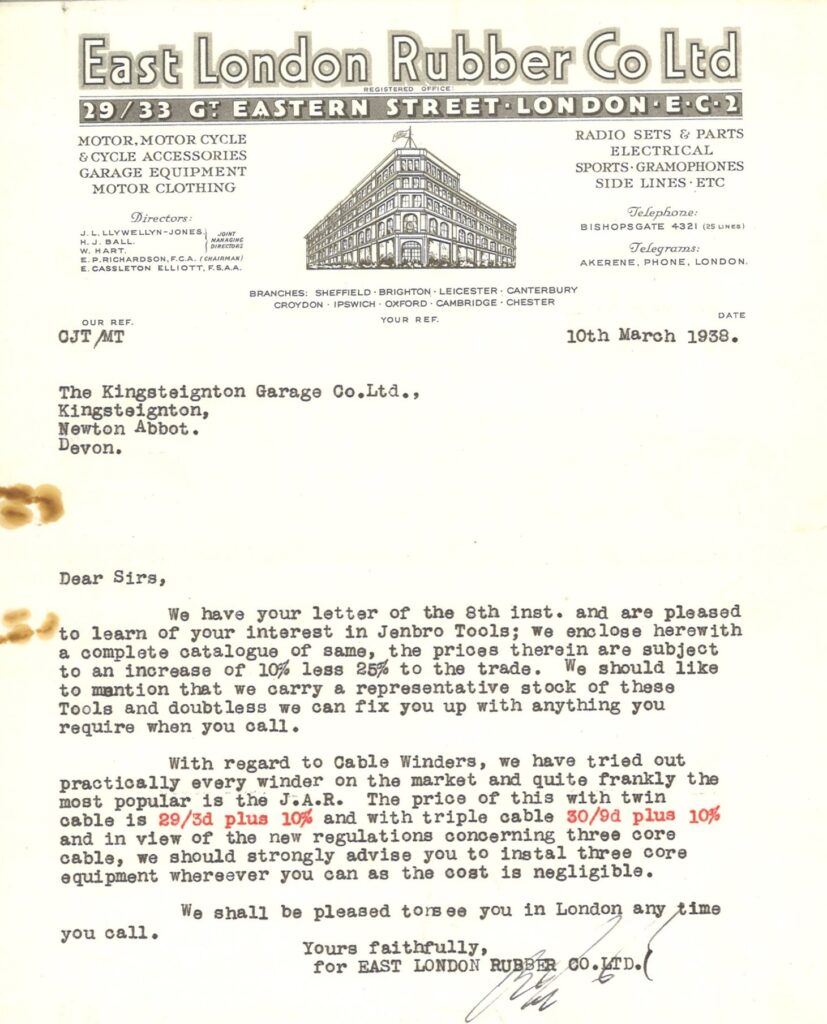 East London Rubber Co Ltd
REGISTERED OFFICE:
29/33 GT EASTERN STREET · LONDON · E·C·2
MOTOR, MOTOR CYCLE
& CYCLE ACCESSORIES
GARAGE EQUIPMENT
MOTOR CLOTHING
RADIO SETS & PARTS
ELECTRICAL
SPORTS · GRAMOPHONES
SIDE LINES · ETC
Directors:
J. L. LLYWELLYN-JONES.
H. J. BALL.
W. HART.
JOINT
MANAGING
DIRECTORS
E. P. RICHARDSON, F.C.A. (CHAIRMAN)
E. CASSLETON ELLIOTT, F.S.A.A.
Telephone:
BISHOPSGATE 4321 (25 LINES)
Telegrams:
AKERENE, PHONE, LONDON.
BRANCHES: SHEFFIELD · BRIGHTON · LEICESTER · CANTERBURY
CROYDON · IPSWICH · OXFORD · CAMBRIDGE · CHESTER
OUR REF.
YOUR REF.
DATE
CJT/MT
10th March 1938.
The Kingsteignton Garage Co.Ltd.,
Kingsteignton,
Newton Abbot.
Devon.
Dear Sirs,
We have your letter of the 8th inst. and are pleased
to learn of your interest in Jenbro Tools; we enclose herewith
a complete catalogue of same, the prices therein are subject
to an increase of 10% less 25% to the trade. We should like
to mention that we carry a representative stock of these
Tools and doubtless we can fix you up with anything you
require when you call.
With regard to Cable Winders, we have tried out
practically every winder on the market and quite frankly the
most popular is the J.A.R. The price of this with twin
cable is 29/3d plus 10% and with triple cable 30/9d plus 10%
and in view of the new regulations concerning three core
cable, we should strongly advise you to instal three core
equipment whereever you can as the cost is negligible.
We shall be pleased to see you in London any time
you call.
Yours faithfully,
for EAST LONDON RUBBER CO.LTD.